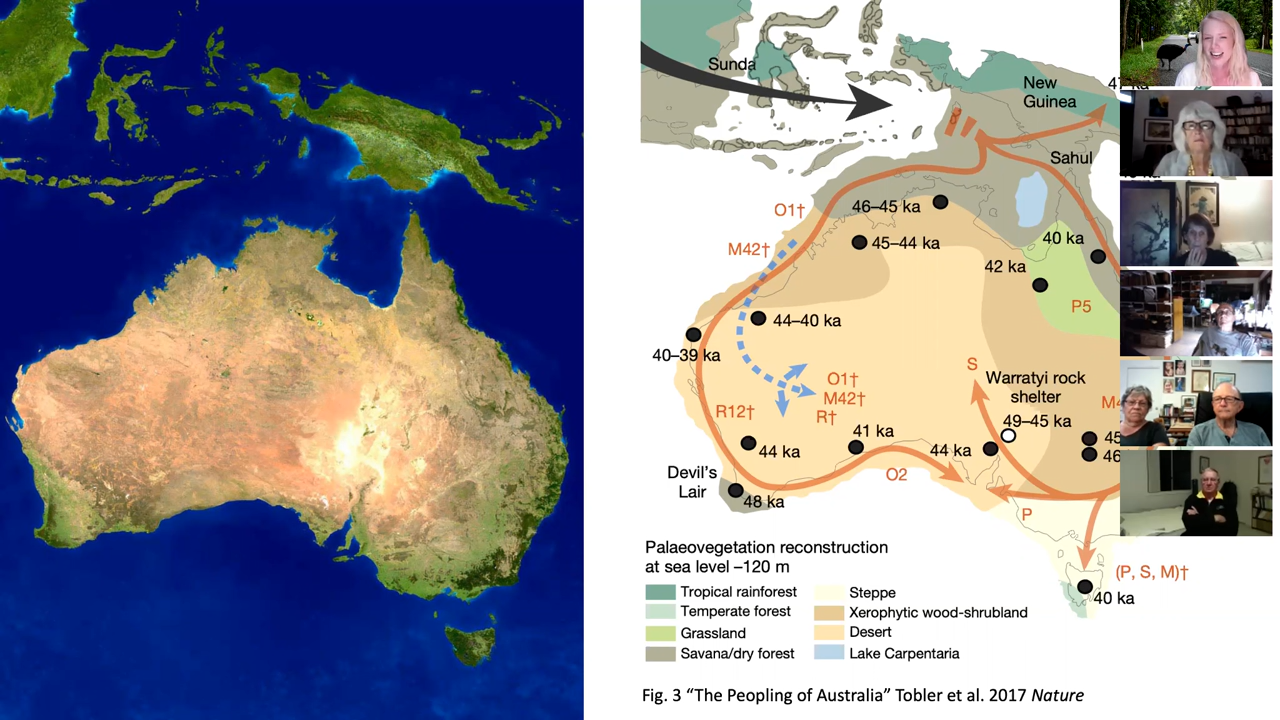 Sunda
New
Guinea
47 ka
Sahul
O1†
46–45 ka
M42†
45–44 ka
40 ka
42 ka
P5
44–40 ka
40–39 ka
S
Warratyi rock
shelter
O1†
M42†
R†
R12†
49–45 ka
41 ka
44 ka
44 ka
45
46
O2
Devil's
Lair
48 ka
P
Palaeovegetation reconstruction
at sea level –120 m
(P, S, M)†
40 ka
Tropical rainforest
Temperate forest
Grassland
Savana/dry forest
Steppe
Xerophytic wood-shrubland
Desert
Lake Carpentaria
Fig. 3 “The Peopling of Australia” Tobler et al. 2017 Nature